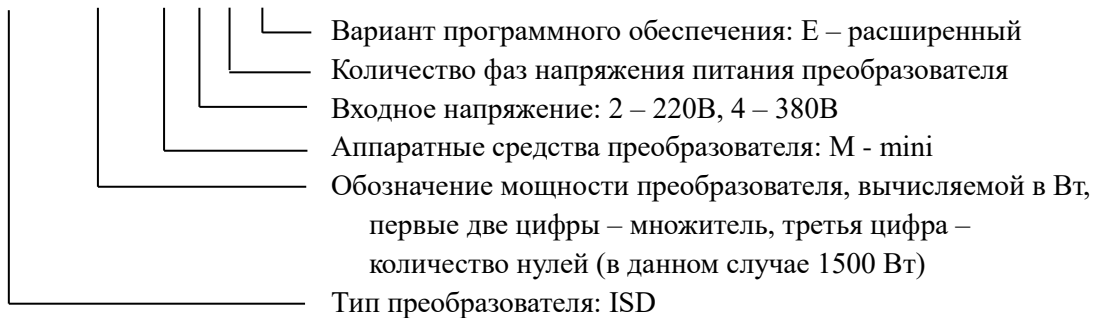 Вариант программного обеспечения: Е – расширенный
Количество фаз напряжения питания преобразователя
Входное напряжение: 2 – 220В, 4 – 380В
Аппаратные средства преобразователя: М - mini
Обозначение мощности преобразователя, вычисляемой в Вт,
первые две цифры – множитель, третья цифра –
количество нулей (в данном случае 1500 Вт)
Тип преобразователя: ISD